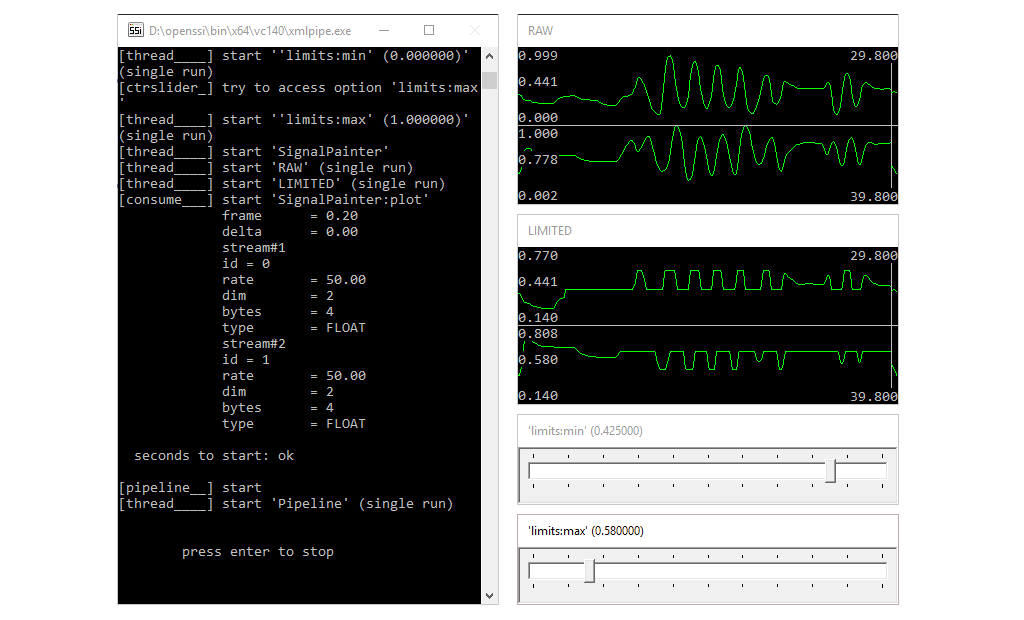 SSI D:\openssi\bin\x64\vc140\xmlpipe.exe
[thread____] start ''limits:min' (0.000000)'
(single run)
[ctrslider_] try to access option 'limits:max
'
[thread____] start ''limits:max' (1.000000)'
(single run)
[thread____] start 'SignalPainter'
[thread____] start 'RAW' (single run)
[thread____] start 'LIMITED' (single run)
[consume___] start 'SignalPainter:plot'
frame = 0.20
delta = 0.00
stream#1
id = 0
rate = 50.00
dim = 2
bytes = 4
type = FLOAT
stream#2
id = 1
rate = 50.00
dim = 2
bytes = 4
type = FLOAT
seconds to start: ok
[pipeline__] start
[thread____] start 'Pipeline' (single run)
press enter to stop
RAW
0.999 29.800
0.441
0.000
1.000
0.778
0.002 39.800
LIMITED
0.770 29.800
0.441
0.140
0.808
0.580
0.140 39.800
'limits:min' (0.425000)
'limits:max' (0.580000)